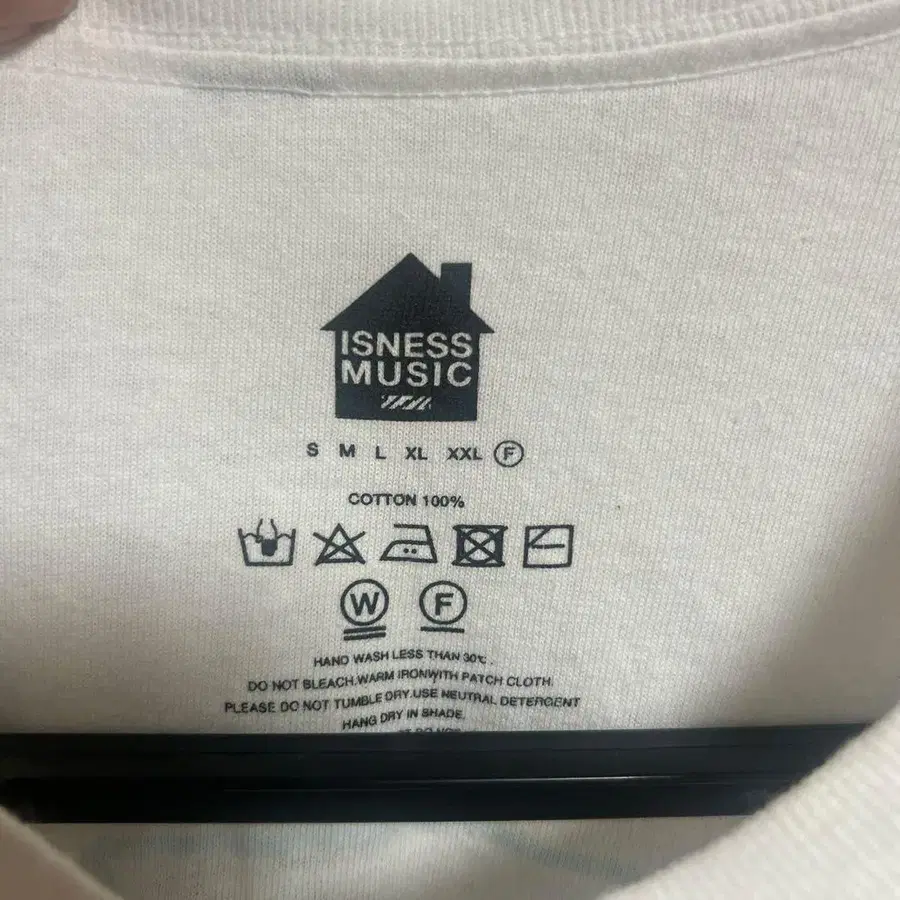 ISNESS
MUSIC
S M L XL XXL F
COTTON 100%
W F
HAND WASH LESS THAN 30℃.
DO NOT BLEACH.WARM IRONWITH PATCH CLOTH.
PLEASE DO NOT TUMBLE DRY.USE NEUTRAL DETERGENT
HANG DRY IN SHADE.